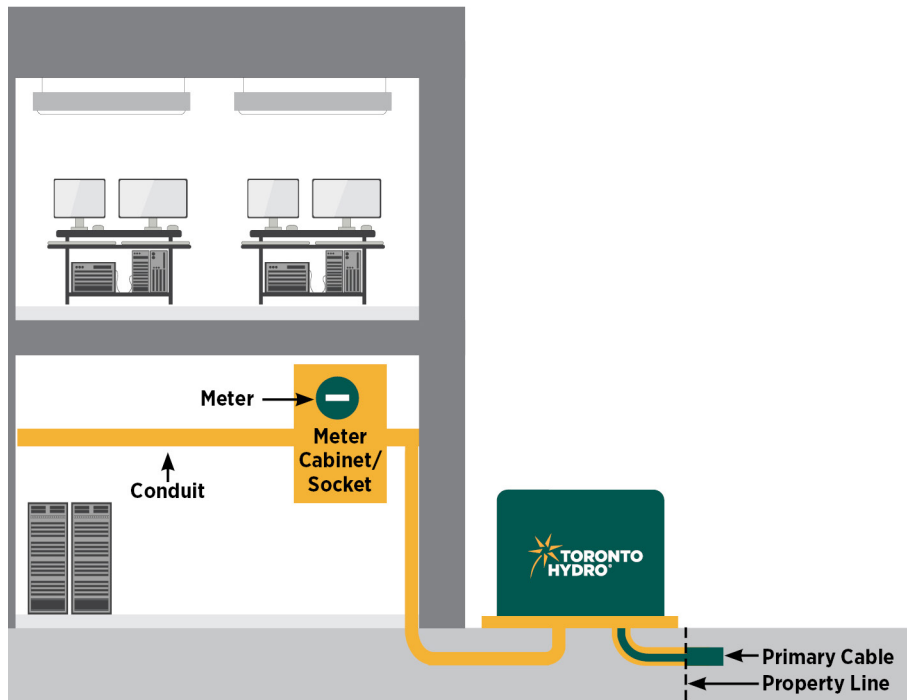 Meter
Meter
Cabinet/
Socket
Conduit
TORONTO
HYDRO®
Primary Cable
Property Line